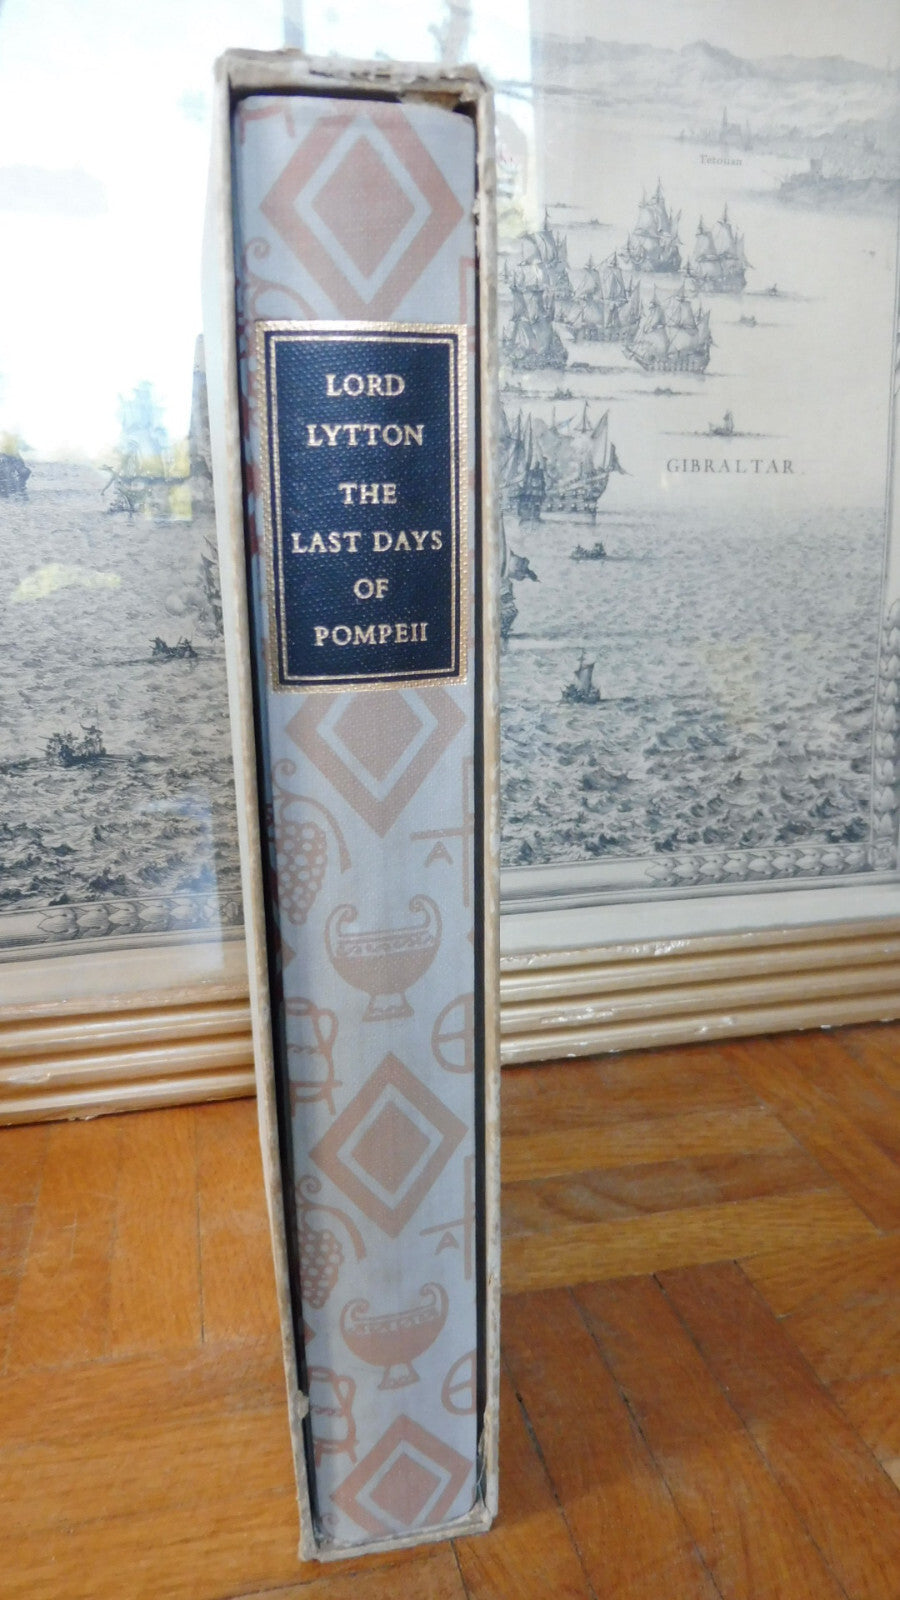 LORD
LYTTON
THE
LAST DAYS
OF
POMPEII
Tetouan
GIBRALTAR